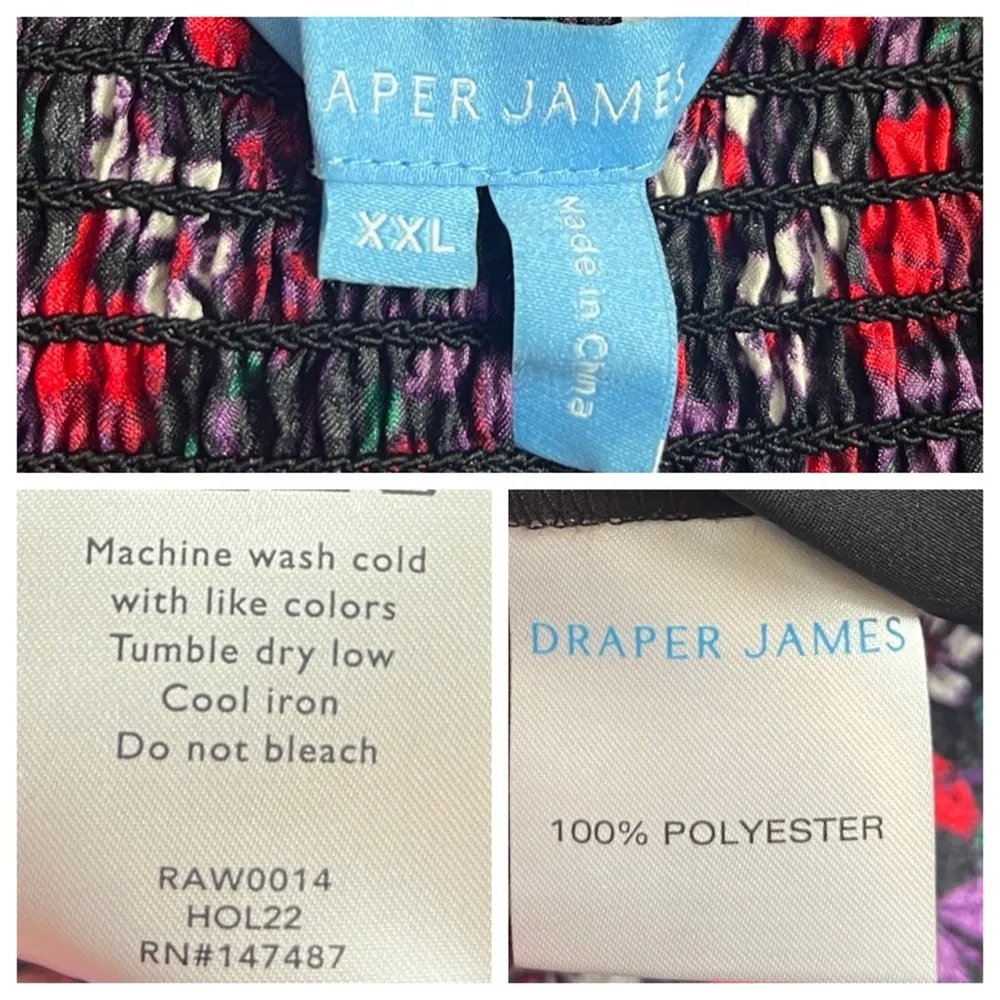 APER JAMES
XXL
Made in China
Machine wash cold
with like colors
Tumble dry low
Cool iron
Do not bleach
RAW0014
HOL22
RN#147487
DRAPER JAMES
100% POLYESTER